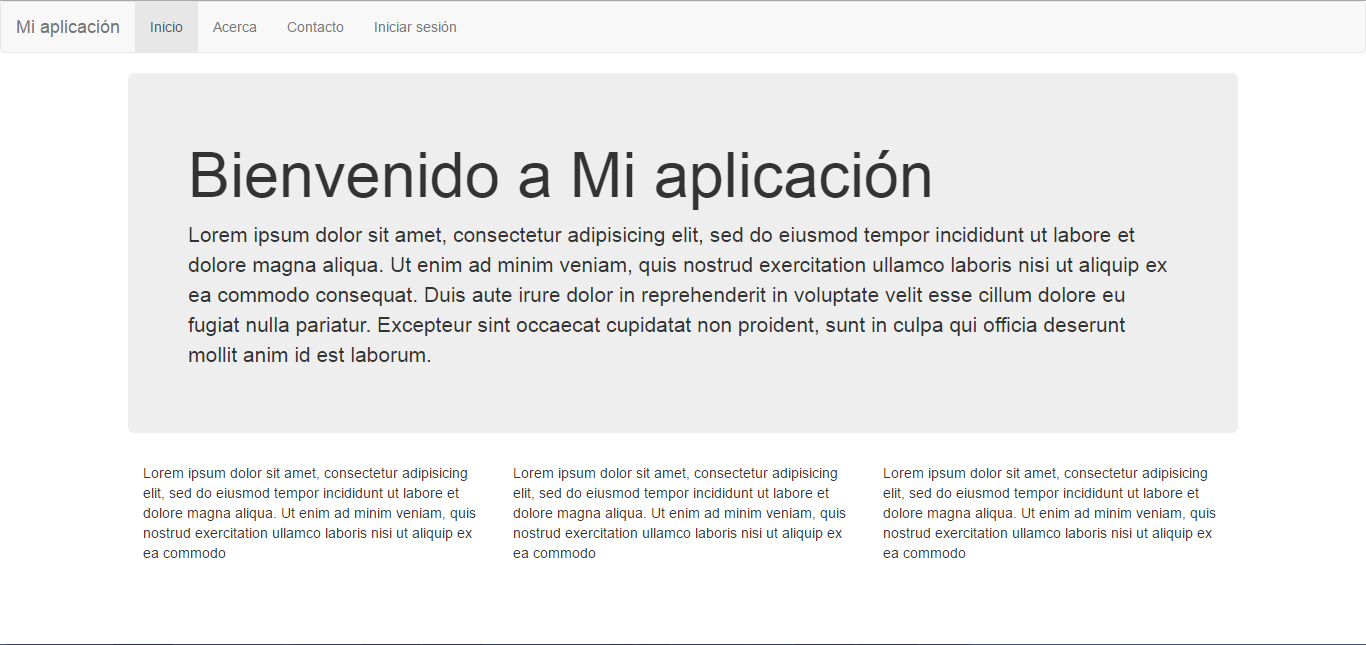 Mi aplicación Inicio Acerca Contacto Iniciar sesión
Bienvenido a Mi aplicación
Lorem ipsum dolor sit amet, consectetur adipisicing elit, sed do eiusmod tempor incididunt ut labore et
dolore magna aliqua. Ut enim ad minim veniam, quis nostrud exercitation ullamco laboris nisi ut aliquip ex
ea commodo consequat. Duis aute irure dolor in reprehenderit in voluptate velit esse cillum dolore eu
fugiat nulla pariatur. Excepteur sint occaecat cupidatat non proident, sunt in culpa qui officia deserunt
mollit anim id est laborum.
Lorem ipsum dolor sit amet, consectetur adipisicing
elit, sed do eiusmod tempor incididunt ut labore et
dolore magna aliqua. Ut enim ad minim veniam, quis
nostrud exercitation ullamco laboris nisi ut aliquip ex
ea commodo
Lorem ipsum dolor sit amet, consectetur adipisicing
elit, sed do eiusmod tempor incididunt ut labore et
dolore magna aliqua. Ut enim ad minim veniam, quis
nostrud exercitation ullamco laboris nisi ut aliquip ex
ea commodo
Lorem ipsum dolor sit amet, consectetur adipisicing
elit, sed do eiusmod tempor incididunt ut labore et
dolore magna aliqua. Ut enim ad minim veniam, quis
nostrud exercitation ullamco laboris nisi ut aliquip ex
ea commodo